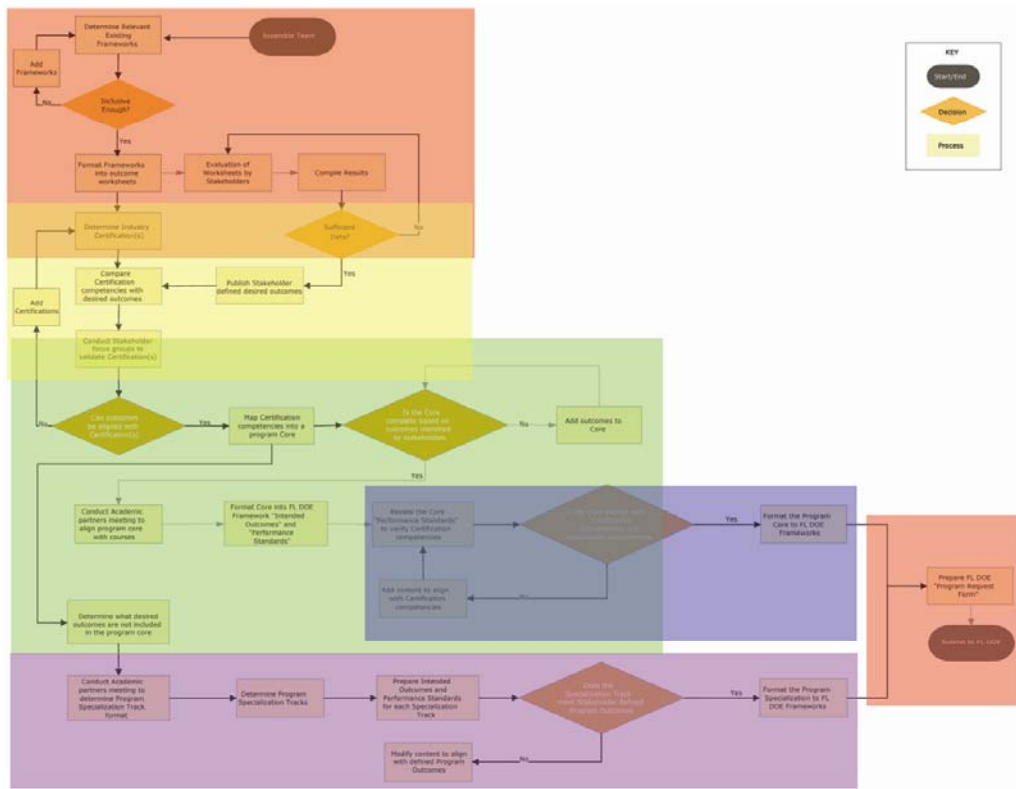 Determine Relevant
Existing
Frameworks
Assemble Team
Add
Frameworks
Inclusive
Enough?
No
Yes
Format Frameworks
into outcome
worksheets
Evaluation of
Worksheets by
Stakeholders
Compile Results
Determine Industry
Certification(s)
Sufficient
Data?
No
Yes
Compare
Certification
competencies with
desired outcomes
Publish Stakeholder
defined desired outcomes
Add
Certifications
Conduct Stakeholder
focus groups to
validate Certification(s)
Can outcomes
be aligned with
Certification(s)
No
Yes
Map Certification
competencies into a
program Core
Is the Core
complete based on
outcomes identified
by stakeholders
No
Add outcomes to
Core
Yes
Conduct Academic
partners meeting to
align program core
with courses
Format Core into FL DOE
Framework "Intended
Outcomes" and
"Performance
Standards"
Review the Core
"Performance Standards"
to verify Certification
competencies
Yes
Format the Program
Core to FL DOE
Frameworks
Add content to align
with Certification
competencies
No
Determine what desired
outcomes are not included
in the program core
Prepare FL DOE
"Program Request
Form"
Submit to FL DOE
Conduct Academic
partners meeting to
determine Program
Specialization Track
format
Determine Program
Specialization Tracks
Prepare Intended
Outcomes and
Performance Standards
for each Specialization
Track
Does the
Specialization Track
meet Stakeholder defined
Program Outcomes
Yes
Format the Program
Specialization to FL
DOE Frameworks
No
Modify content to align
with defined Program
Outcomes
KEY
Start/End
Decision
Process